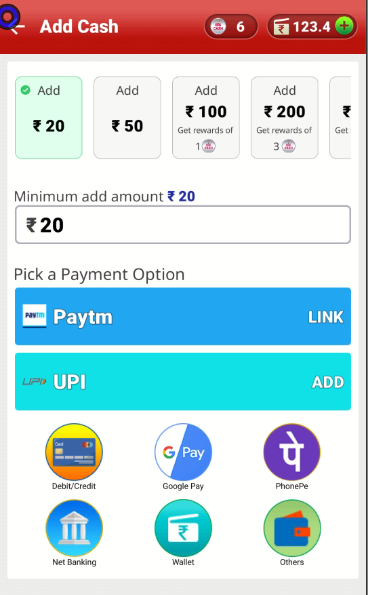 Add Cash 6 ₹ 123.4 +
Add Add Add Add
₹ 20 ₹ 50 ₹ 100 ₹ 200 ₹
Get rewards of Get rewards of Get
1 3
Minimum add amount ₹ 20
₹ 20
Pick a Payment Option
Paytm Paytm LINK
UPI UPI ADD
Card
G Pay पे
Debit/Credit Google Pay PhonePe
₹
Net Banking Wallet Others